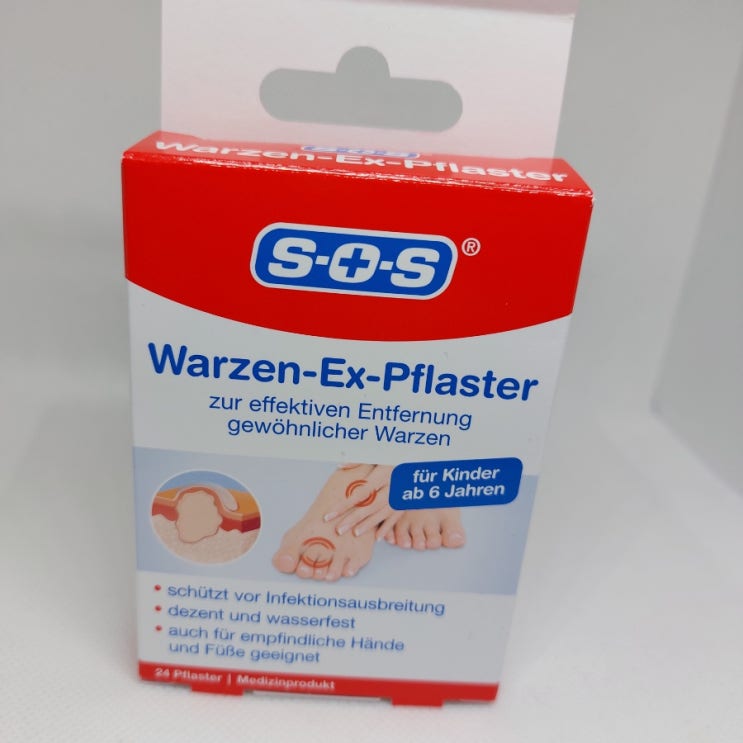 Warzen-Ex-Pflaster
S+O+S®
Warzen-Ex-Pflaster
zur effektiven Entfernung
gewöhnlicher Warzen
für Kinder
ab 6 Jahren
• schützt vor Infektionsausbreitung
• dezent und wasserfest
• auch für empfindliche Hände
und Füße geeignet
24 Pflaster | Medizinprodukt